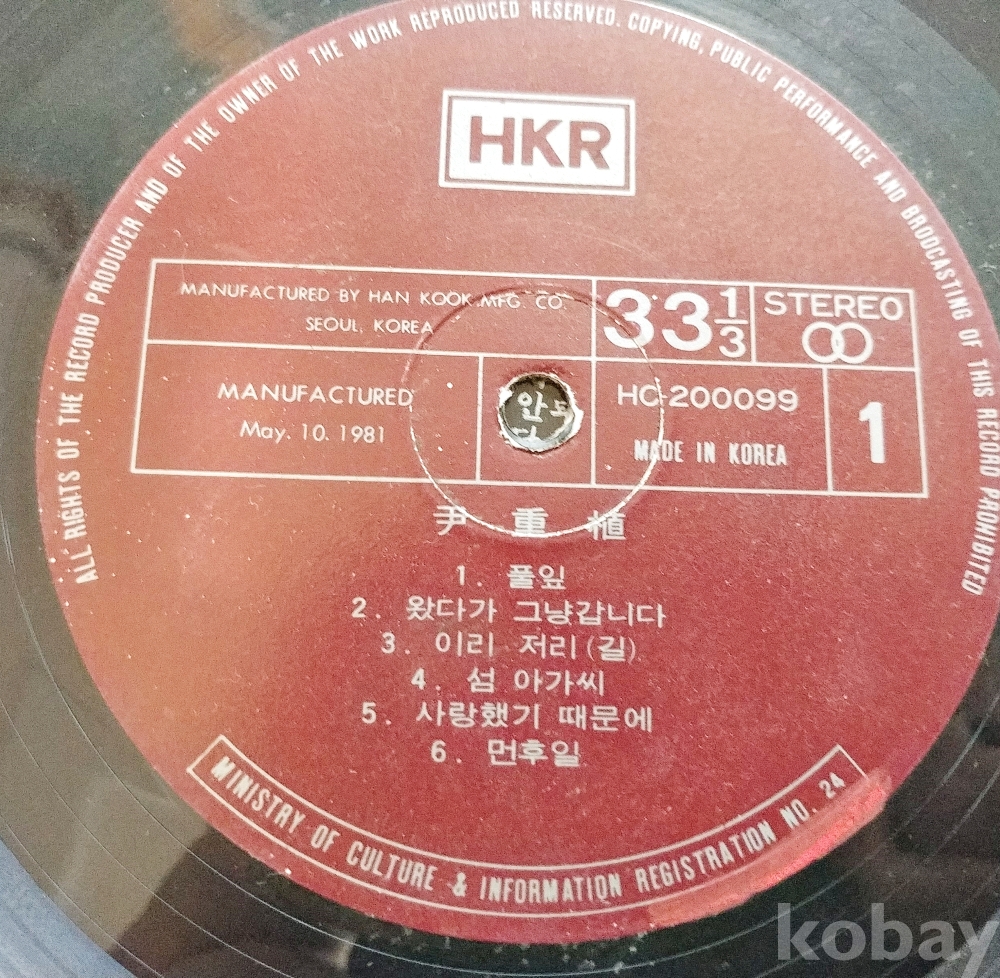 ALL RIGHTS OF THE RECORD PRODUCER AND OF THE OWNER OF THE WORK REPRODUCED RESERVED. COPYING, PUBLIC PERFORMANCE AND BRODCASTING OF THIS RECORD PROHIBITED
HKR
MANUFACTURED BY HAN KOOK MFG. CO.
SEOUL, KOREA
33 1/3
STEREO
MANUFACTURED
May. 10. 1981
안
HC-200099
MADE IN KOREA
1
尹 重 植
1. 풀잎
2. 왔다가 그냥갑니다
3. 이리 저리(길)
4. 섬 아가씨
5. 사랑했기 때문에
6. 먼후일
MINISTRY OF CULTURE & INFORMATION REGISTRATION NO. 24
kobay